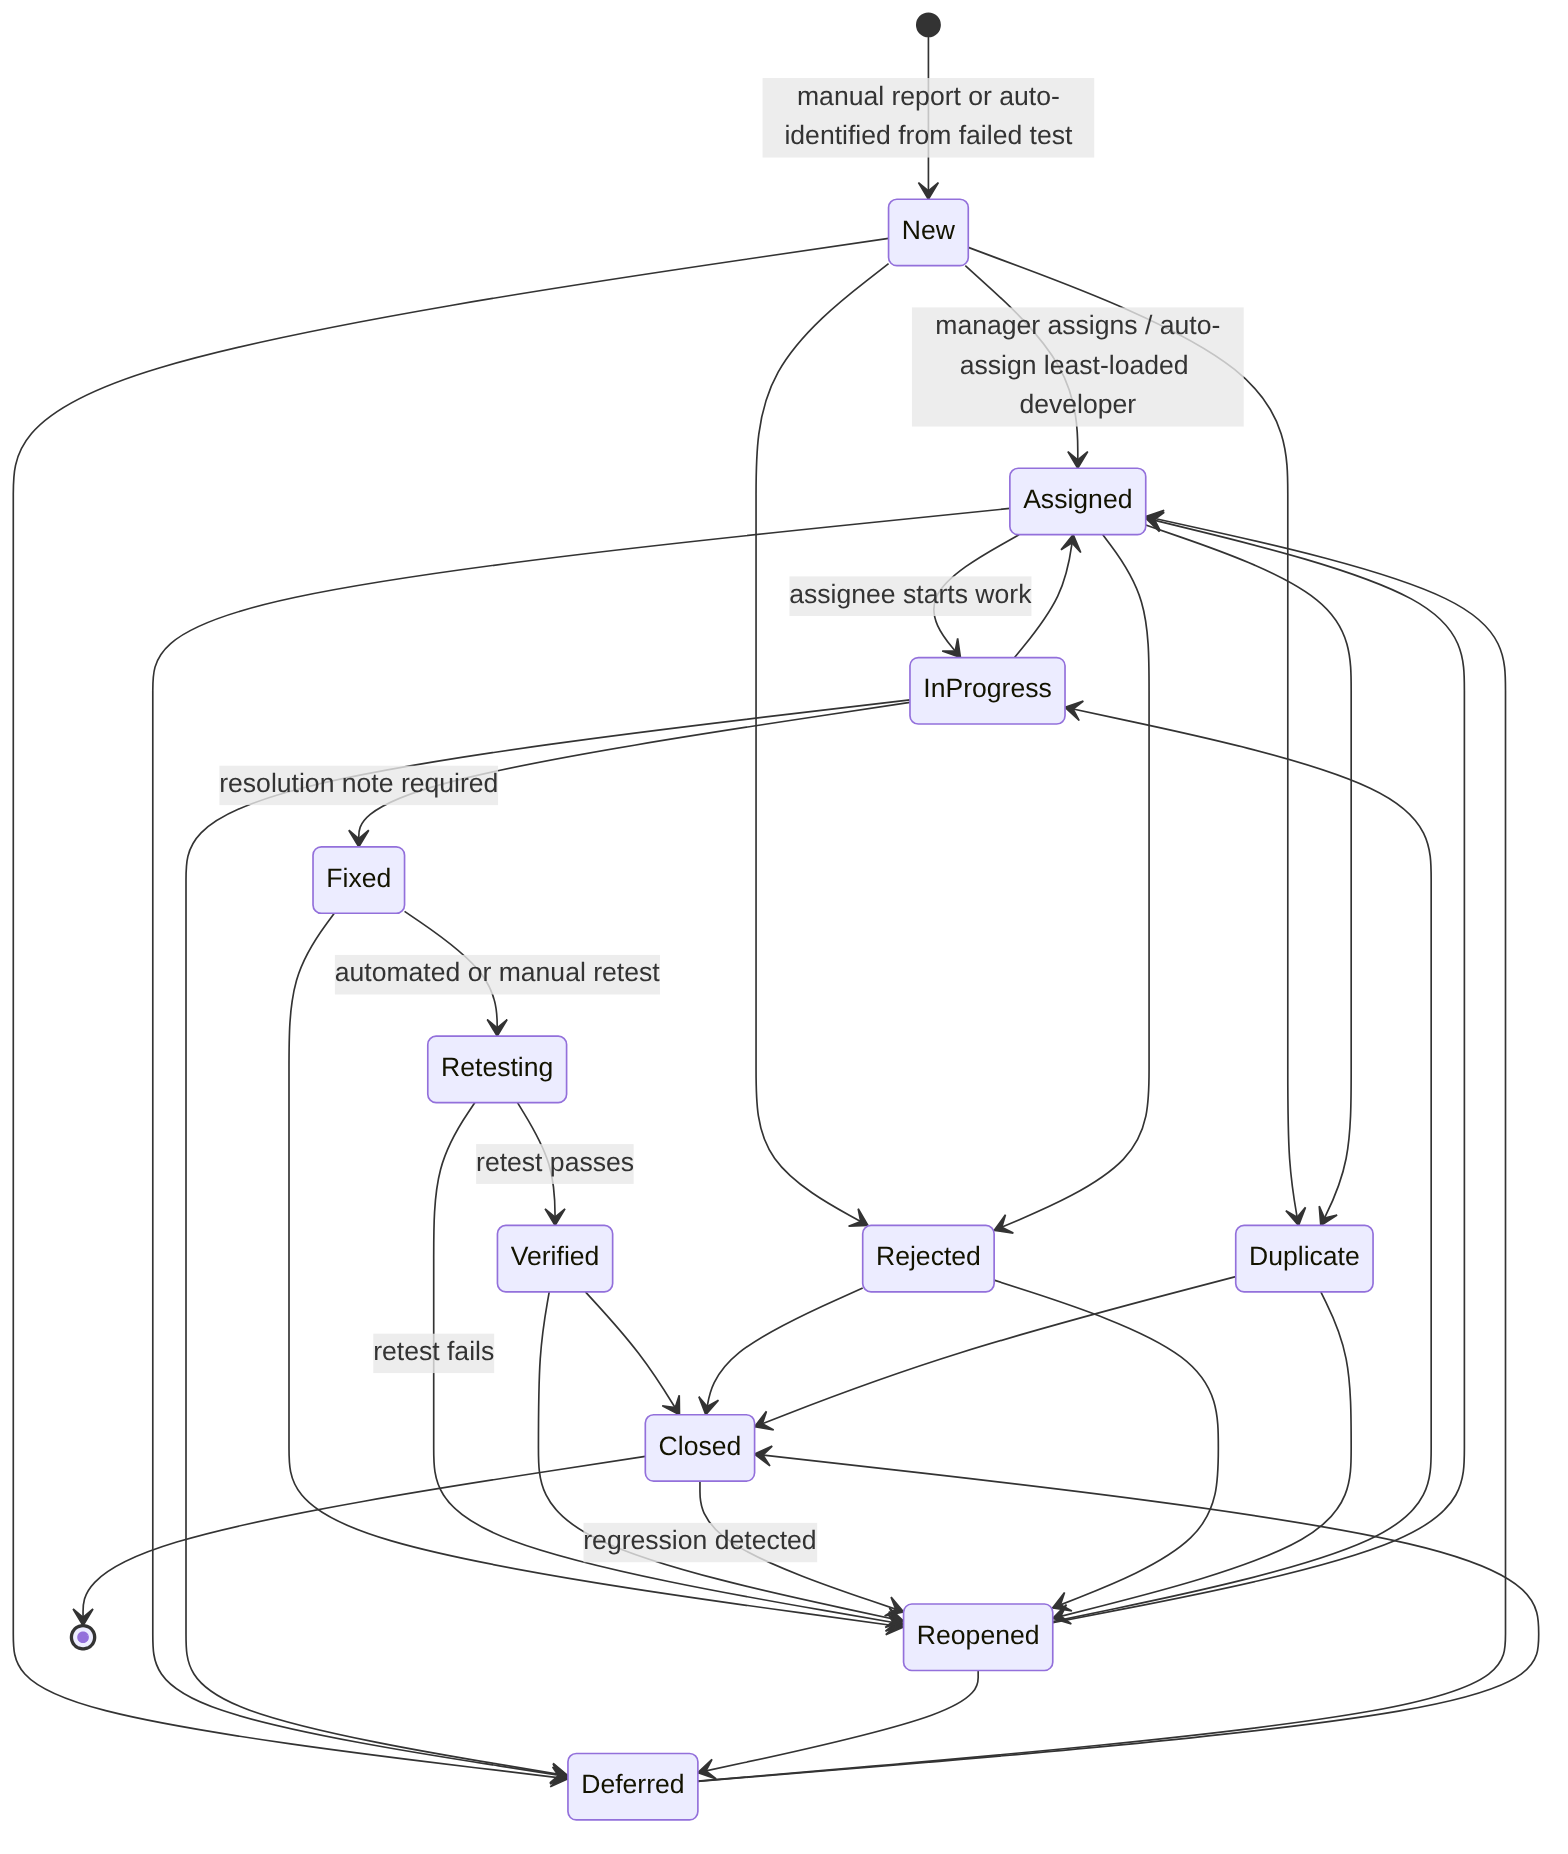 manual report or auto-
identified from failed test
New
manager assigns / auto-
assign least-loaded
developer
Assigned
assignee starts work
InProgress
resolution note required
Fixed
automated or manual retest
Retesting
retest passes
Verified
Rejected
Duplicate
retest fails
Closed
regression detected
Reopened
Deferred